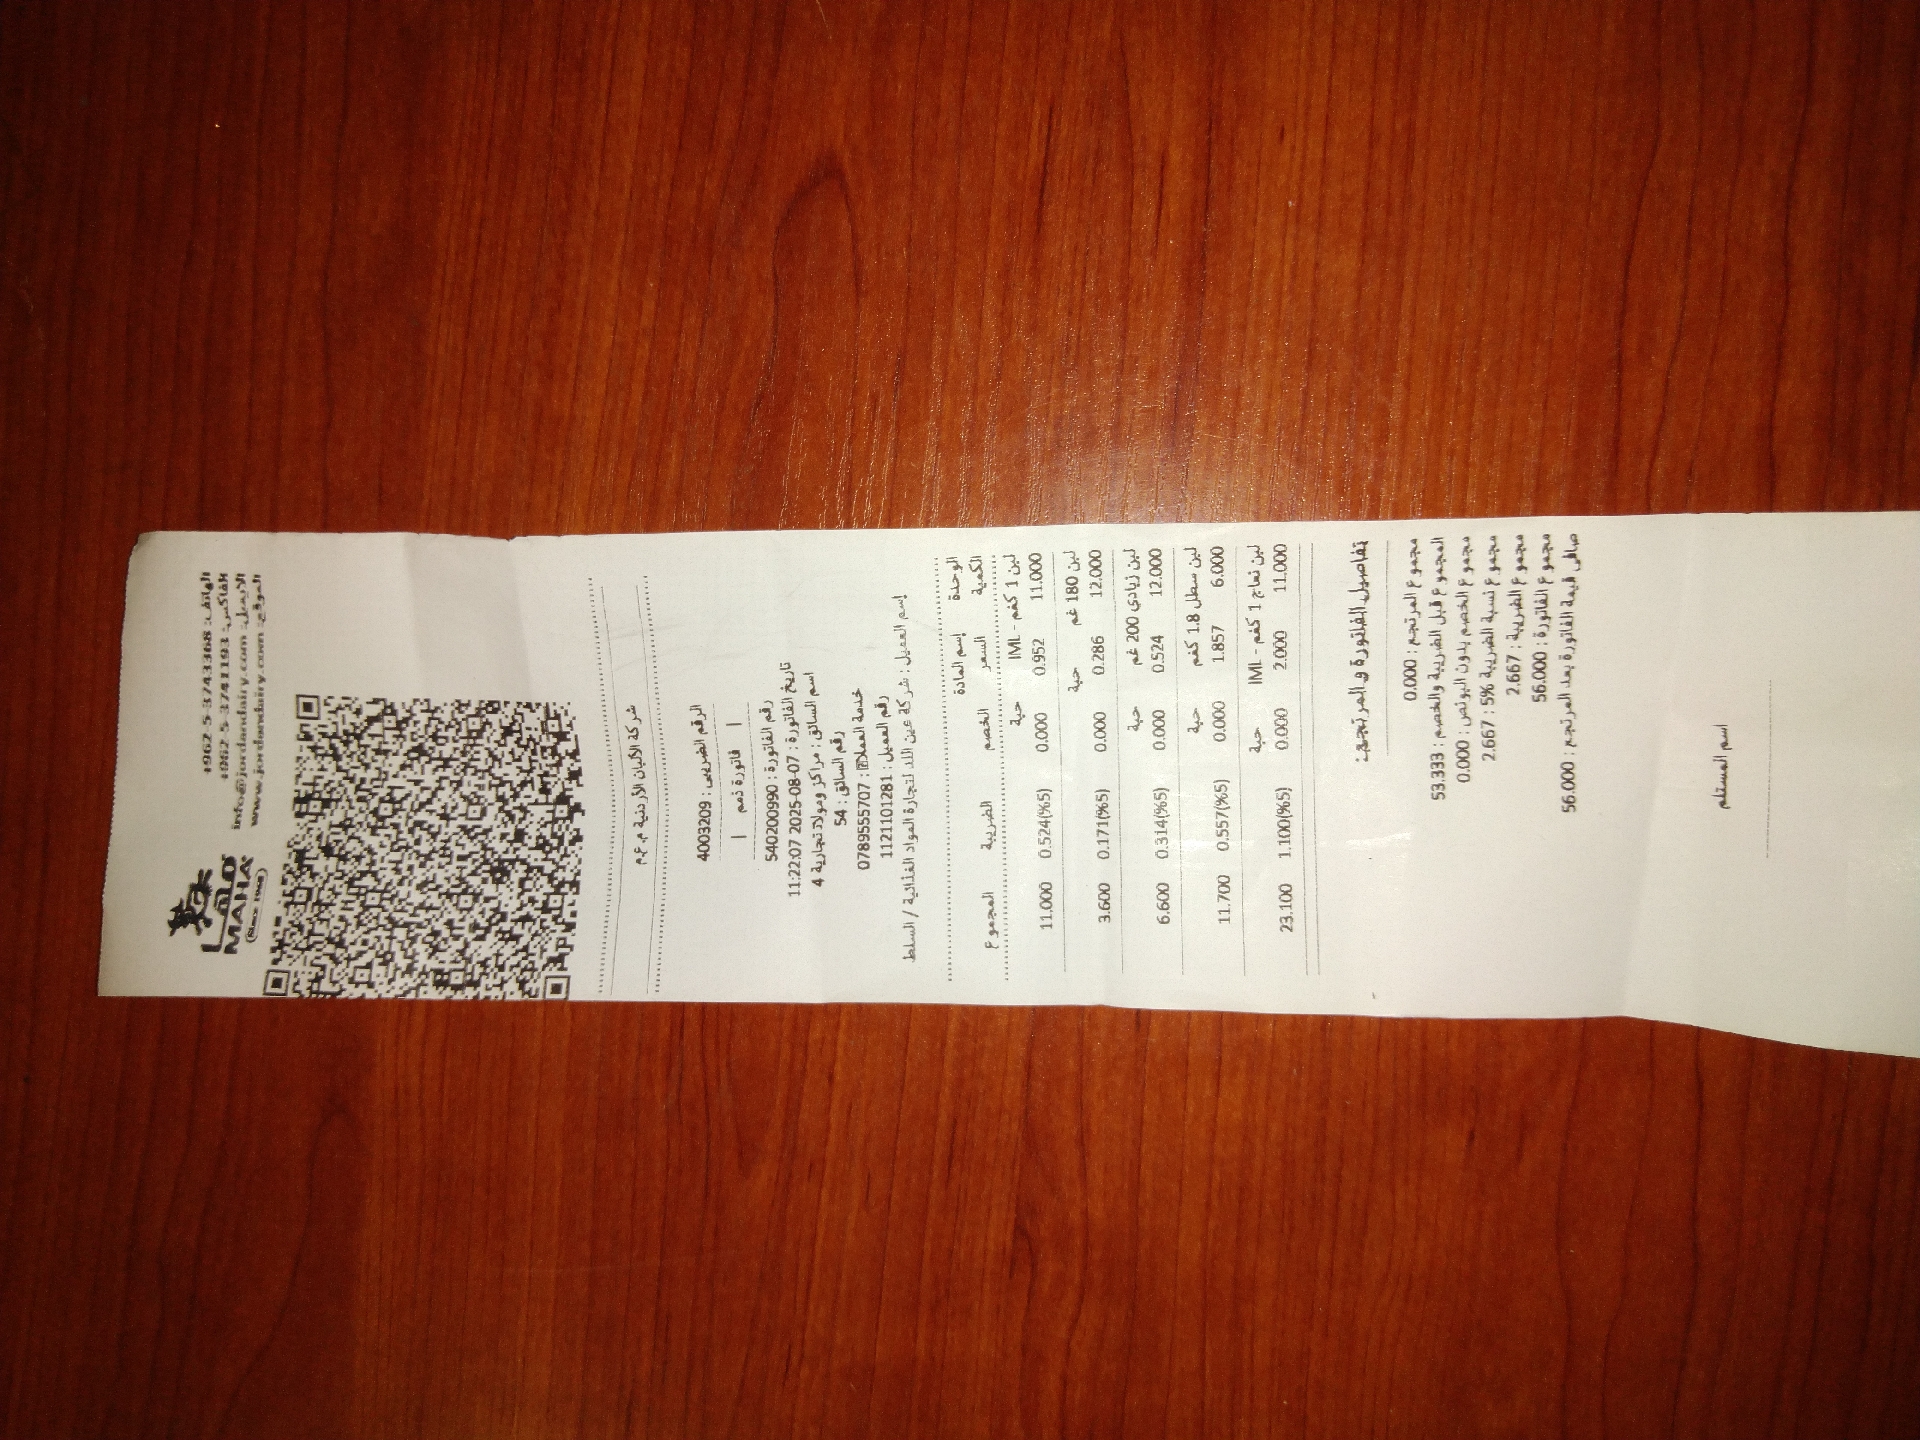 الهاتف: +962-5-3743368
الفاكس: +962-5-3741193
الايميل: info@jordandairy.com
الموقع: www.jordandairy.com
مها
MAHA
Since 1968
شركة الألبان الأردنية م.ع.م
الرقم الضريبي : 4003209
| فاتورة ذمم |
رقم الفاتورة : 540200990
تاريخ الفاتورة : 07-08-2025 11:22:07
اسم السائق : مراكز ومولات تجارية 4
رقم السائق : 54
خدمة العملاء : 0789555707
رقم العميل : 1121101281
إسم العميل : شركة عين اللد لتجارة المواد الغذائية / السلط
الوحدة إسم المادة
الكمية السعر الخصم الضريبة المجموع
لبن 1 كغم - IML حبة
11.000 0.952 0.000 0.524(%5) 11.000
لبن 180 غم حبة
12.000 0.286 0.000 0.171(%5) 3.600
لبن زبادي 200 غم حبة
12.000 0.524 0.000 0.314(%5) 6.600
لبن سطل 1.8 كغم حبة
6.000 1.857 0.000 0.557(%5) 11.700
لبن نعاج 1 كغم - IML حبة
11.000 2.000 0.000 1.100(%5) 23.100
تفاصيل الفاتورة و المرتجع:
مجموع المرتجع : 0.000
المجموع قبل الضريبة والخصم : 53.333
مجموع الخصم بدون البونص : 0.000
مجموع نسبة الضريبة 5% : 2.667
مجموع الضريبة : 2.667
مجموع الفاتورة : 56.000
صافي قيمة الفاتورة بعد المرتجع : 56.000
اسم المستلم